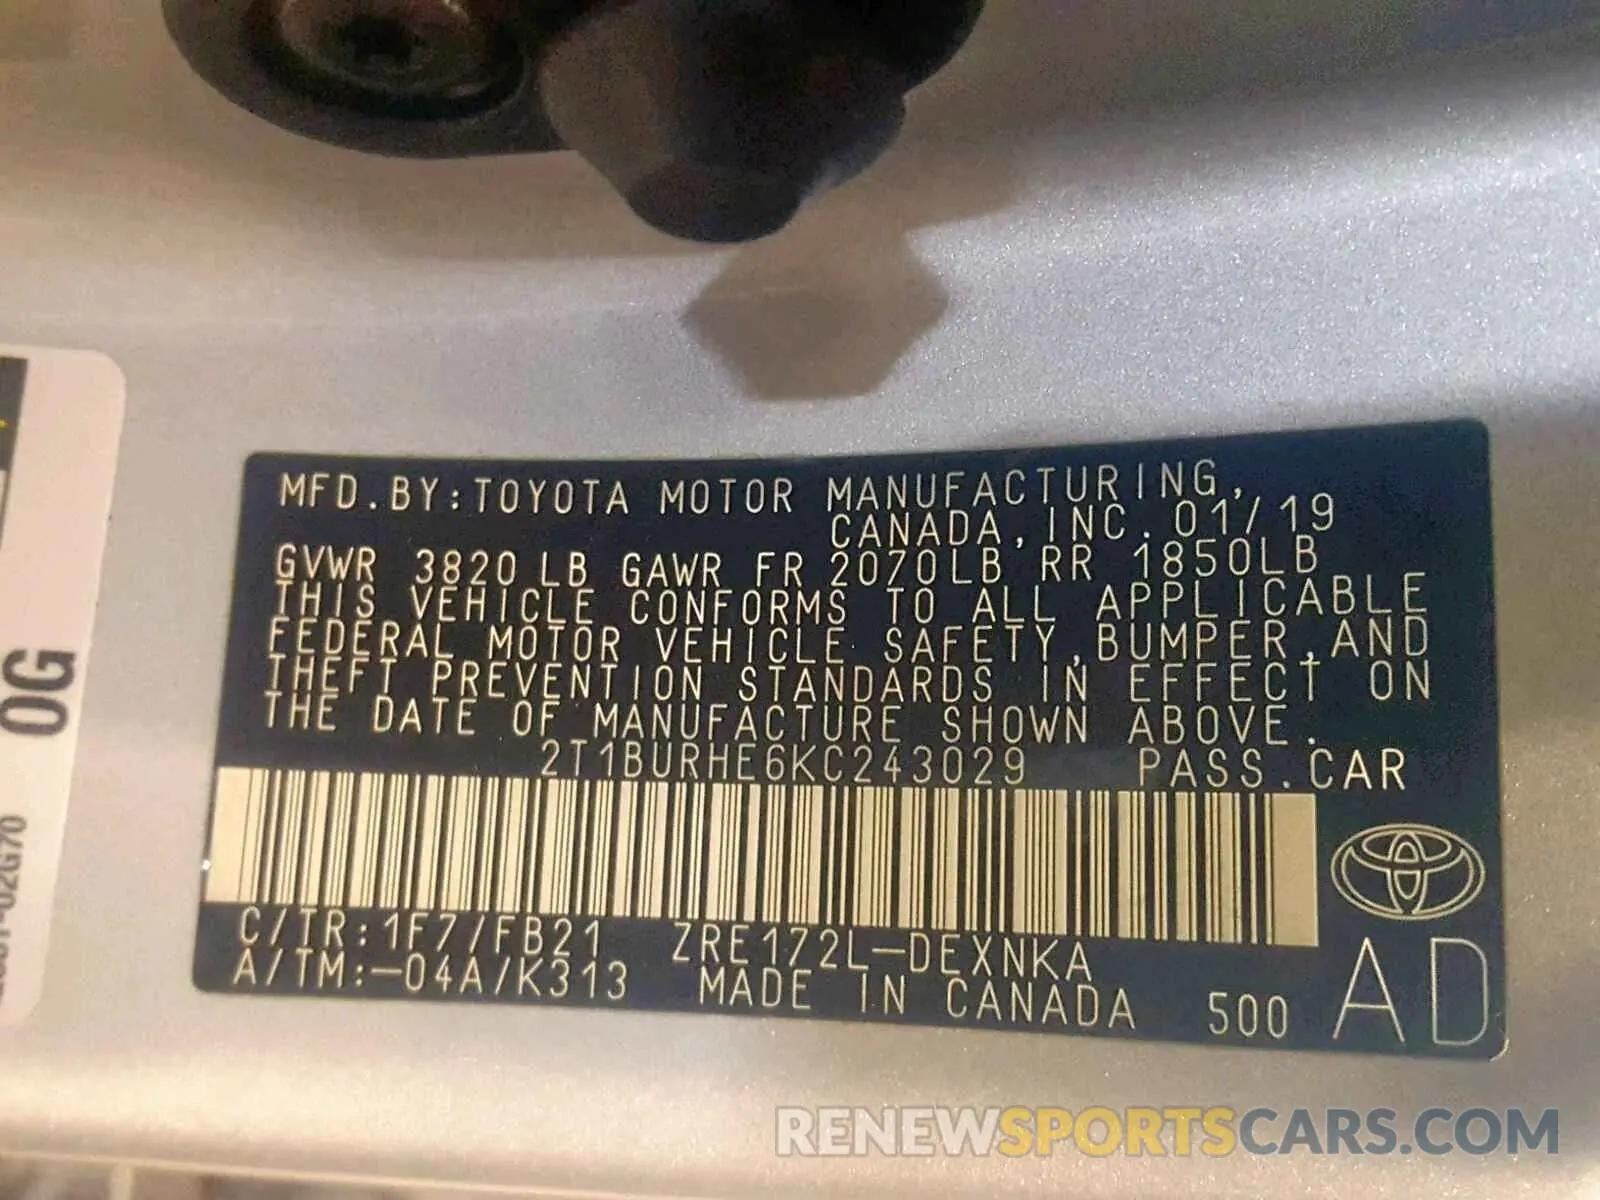 MFD.BY:TOYOTA MOTOR MANUFACTURING,
CANADA,INC.01/19
GVWR 3820 LB GAWR FR 2070LB RR 1850LB
THIS VEHICLE CONFORMS TO ALL APPLICABLE
FEDERAL MOTOR VEHICLE SAFETY,BUMPER,AND
THEFT PREVENTION STANDARDS IN EFFECT ON
THE DATE OF MANUFACTURE SHOWN ABOVE.
2T1BURHE6KC243029 PASS.CAR
C/TR:1F7/FB21 ZRE172L-DEXNKA
A/TM:-04A/K313 MADE IN CANADA 500 AD
0G
RENEWSPORTSCARS.COM